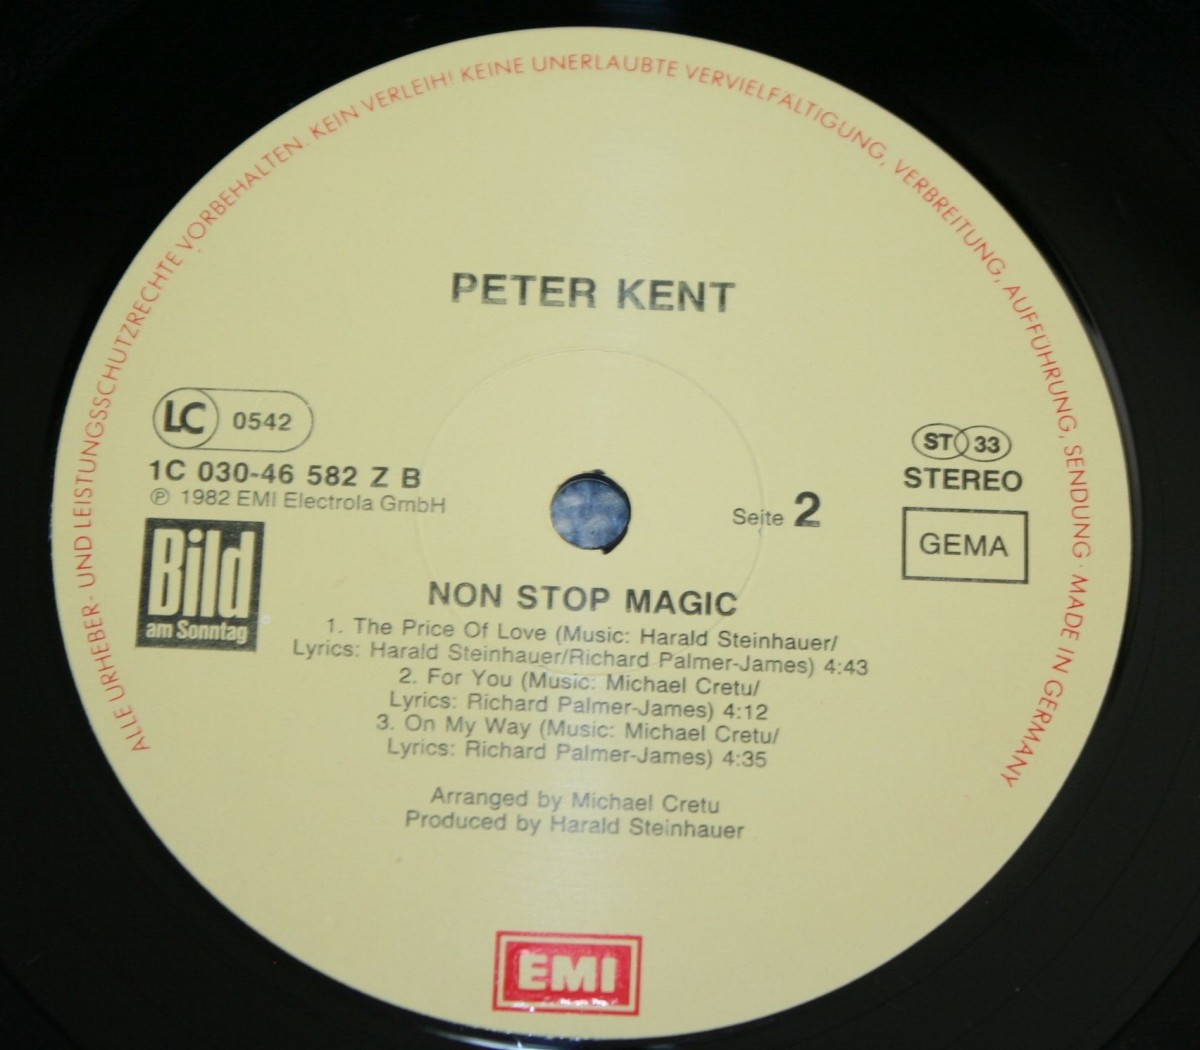 ALLE URHEBER- UND LEISTUNGSSCHUTZRECHTE VORBEHALTEN. KEIN VERLEIH! KEINE UNERLAUBTE VERVIELFÄLTIGUNG, VERBREITUNG, AUFFÜHRUNG, SENDUNG · MADE IN GERMANY
PETER KENT
LC 0542
1C 030-46 582 Z B
℗ 1982 EMI Electrola GmbH
Bild
am Sonntag
ST 33
STEREO
GEMA
Seite 2
NON STOP MAGIC
1. The Price Of Love (Music: Harald Steinhauer/
Lyrics: Harald Steinhauer/Richard Palmer-James) 4:43
2. For You (Music: Michael Cretu/
Lyrics: Richard Palmer-James) 4:12
3. On My Way (Music: Michael Cretu/
Lyrics: Richard Palmer-James) 4:35
Arranged by Michael Cretu
Produced by Harald Steinhauer
EMI